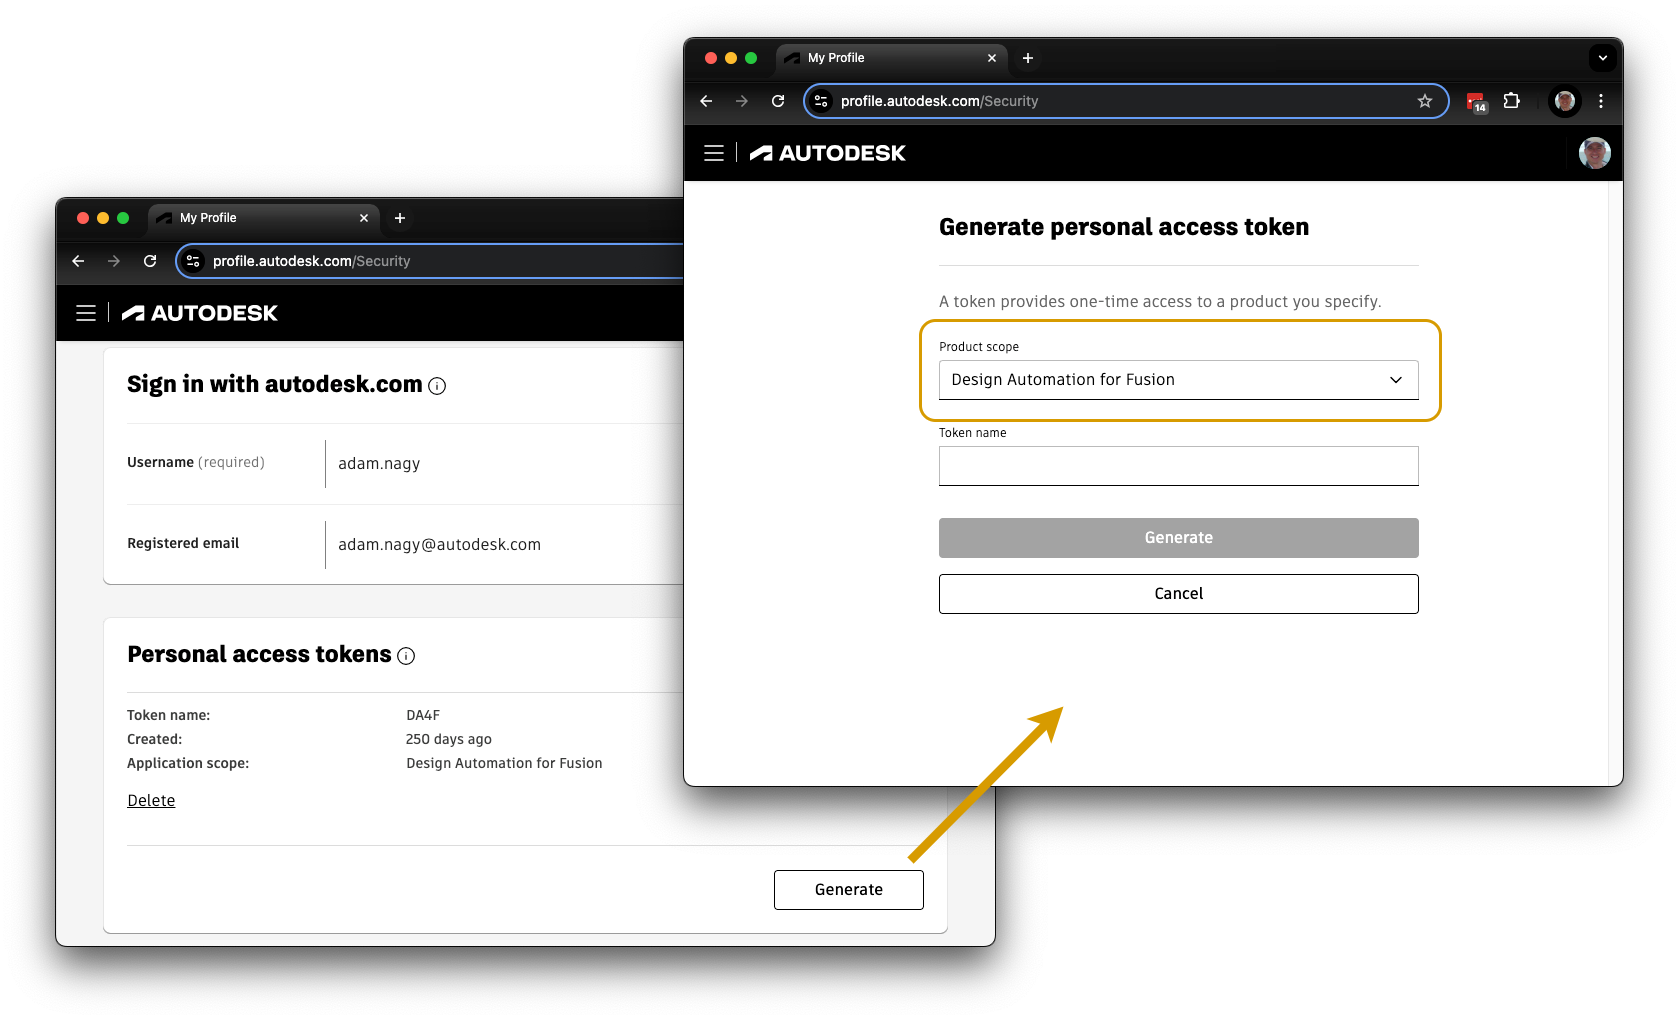 My Profile
profile.autodesk.com/Security
14
AUTODESK
Generate personal access token
A token provides one-time access to a product you specify.
Product scope
Design Automation for Fusion
Token name
Generate
Cancel
My Profile
profile.autodesk.com/Security
AUTODESK
Sign in with autodesk.com
Username (required) adam.nagy
Registered email adam.nagy@autodesk.com
Personal access tokens
Token name: DA4F
Created: 250 days ago
Application scope: Design Automation for Fusion
Delete
Generate